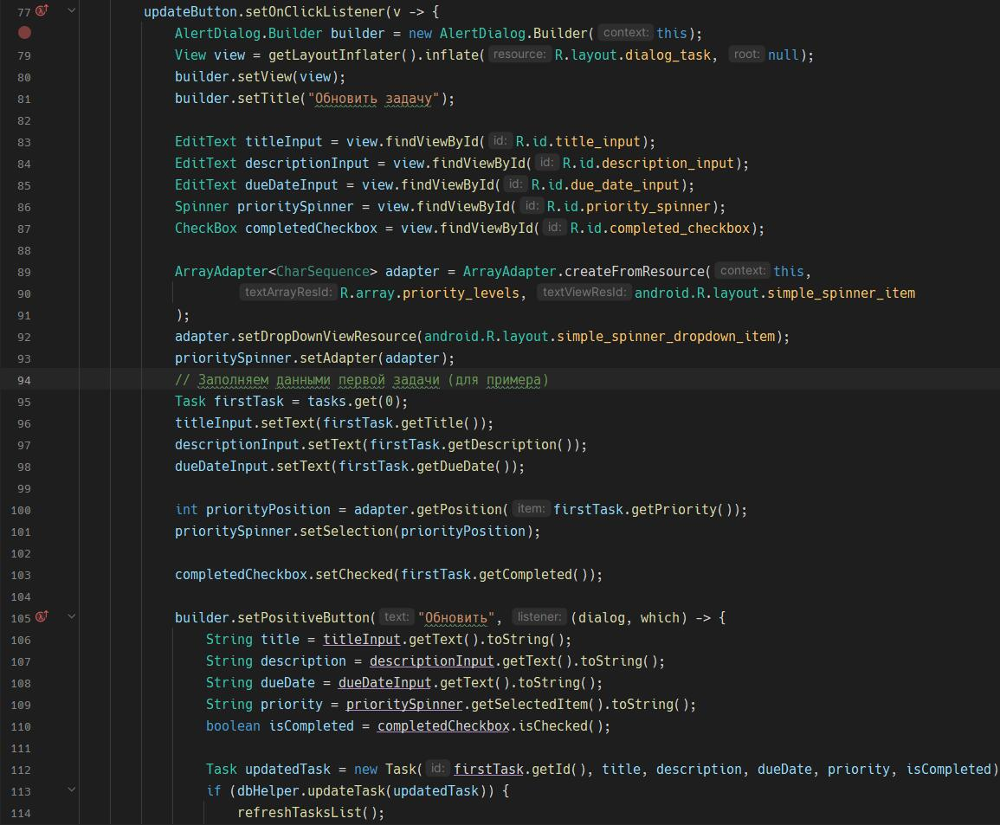 77 updateButton.setOnClickListener(v -> {
AlertDialog.Builder builder = new AlertDialog.Builder( context: this);
79 View view = getLayoutInflater().inflate( resource: R.layout.dialog_task, root: null);
80 builder.setView(view);
81 builder.setTitle("Обновить задачу");
82
83 EditText titleInput = view.findViewById( id: R.id.title_input);
84 EditText descriptionInput = view.findViewById( id: R.id.description_input);
85 EditText dueDateInput = view.findViewById( id: R.id.due_date_input);
86 Spinner prioritySpinner = view.findViewById( id: R.id.priority_spinner);
87 CheckBox completedCheckbox = view.findViewById( id: R.id.completed_checkbox);
88
89 ArrayAdapter<CharSequence> adapter = ArrayAdapter.createFromResource( context: this,
90 textArrayResId: R.array.priority_levels, textViewResId: android.R.layout.simple_spinner_item
91 );
92 adapter.setDropDownViewResource(android.R.layout.simple_spinner_dropdown_item);
93 prioritySpinner.setAdapter(adapter);
94 // Заполняем данными первой задачи (для примера)
95 Task firstTask = tasks.get(0);
96 titleInput.setText(firstTask.getTitle());
97 descriptionInput.setText(firstTask.getDescription());
98 dueDateInput.setText(firstTask.getDueDate());
99
100 int priorityPosition = adapter.getPosition( item: firstTask.getPriority());
101 prioritySpinner.setSelection(priorityPosition);
102
103 completedCheckbox.setChecked(firstTask.getCompleted());
104
105 builder.setPositiveButton( text: "Обновить", listener: (dialog, which) -> {
106 String title = titleInput.getText().toString();
107 String description = descriptionInput.getText().toString();
108 String dueDate = dueDateInput.getText().toString();
109 String priority = prioritySpinner.getSelectedItem().toString();
110 boolean isCompleted = completedCheckbox.isChecked();
111
112 Task updatedTask = new Task( id: firstTask.getId(), title, description, dueDate, priority, isCompleted)
113 if (dbHelper.updateTask(updatedTask)) {
114 refreshTasksList();